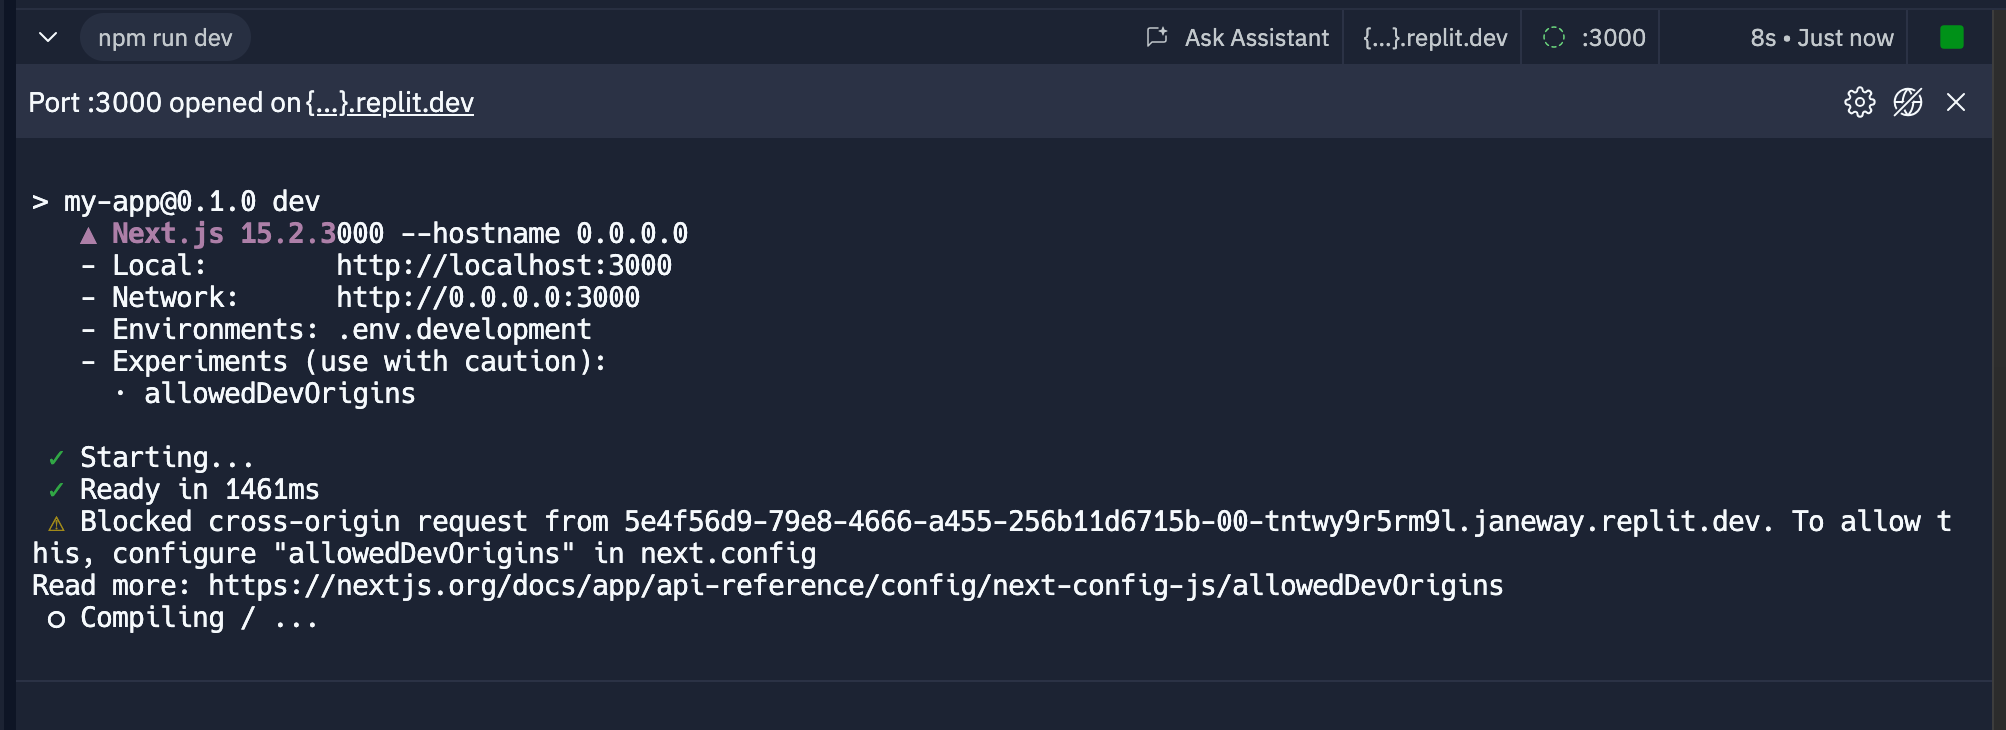 npm run dev
Ask Assistant
{...}.replit.dev
:3000
8s • Just now
Port :3000 opened on {...}.replit.dev
> my-app@0.1.0 dev
▲ Next.js 15.2.3000 --hostname 0.0.0.0
- Local: http://localhost:3000
- Network: http://0.0.0.0:3000
- Environments: .env.development
- Experiments (use with caution):
· allowedDevOrigins
✓ Starting...
✓ Ready in 1461ms
⚠ Blocked cross-origin request from 5e4f56d9-79e8-4666-a455-256b11d6715b-00-tntwy9r5rm9l.janeway.replit.dev. To allow t
his, configure "allowedDevOrigins" in next.config
Read more: https://nextjs.org/docs/app/api-reference/config/next-config-js/allowedDevOrigins
○ Compiling / ...